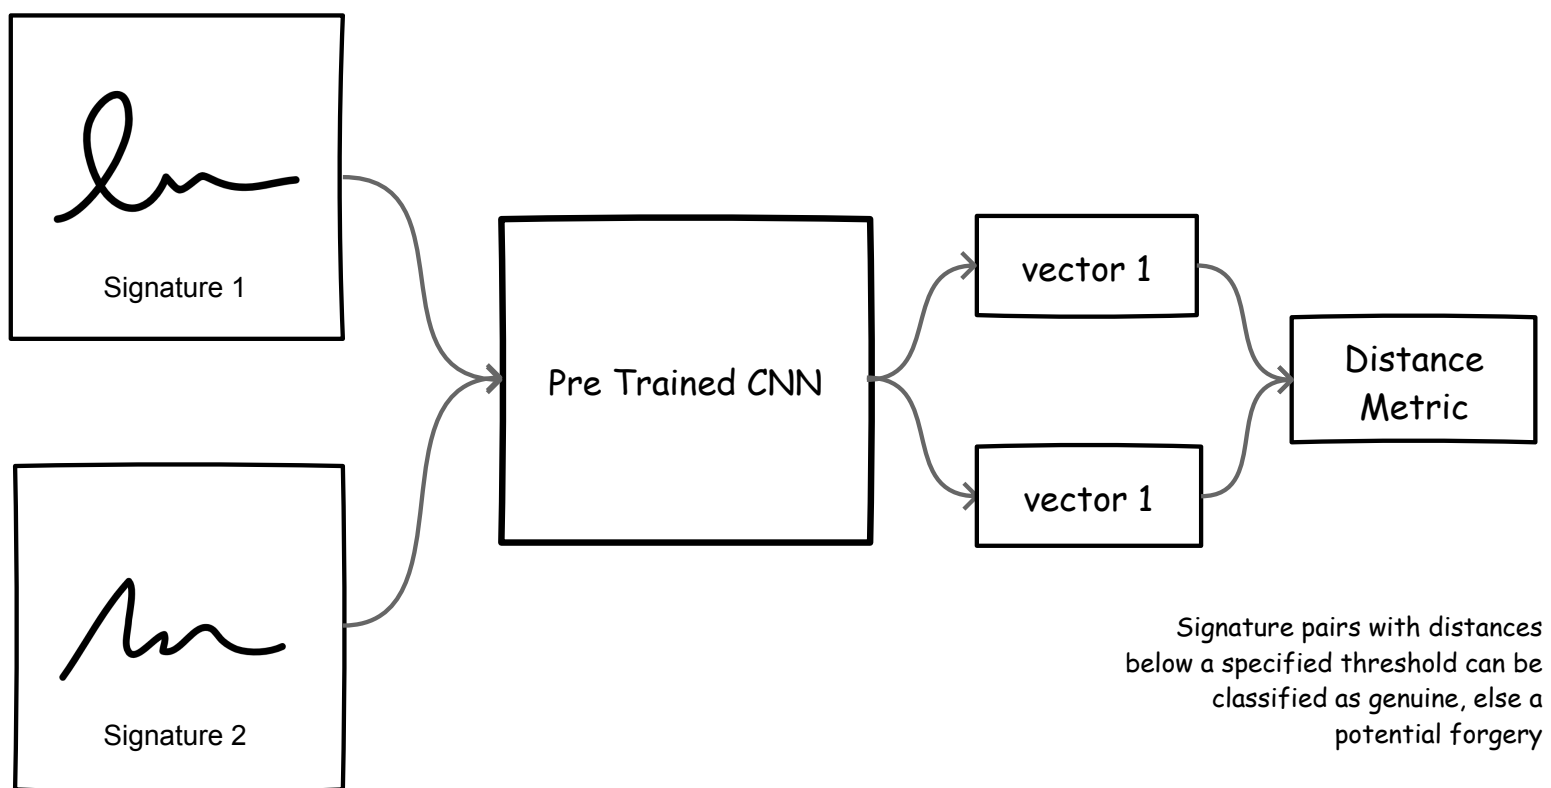 Signature 1
Signature 2
Pre Trained CNN
vector 1
vector 1
Distance
Metric
Signature pairs with distances
below a specified threshold can be
classified as genuine, else a
potential forgery